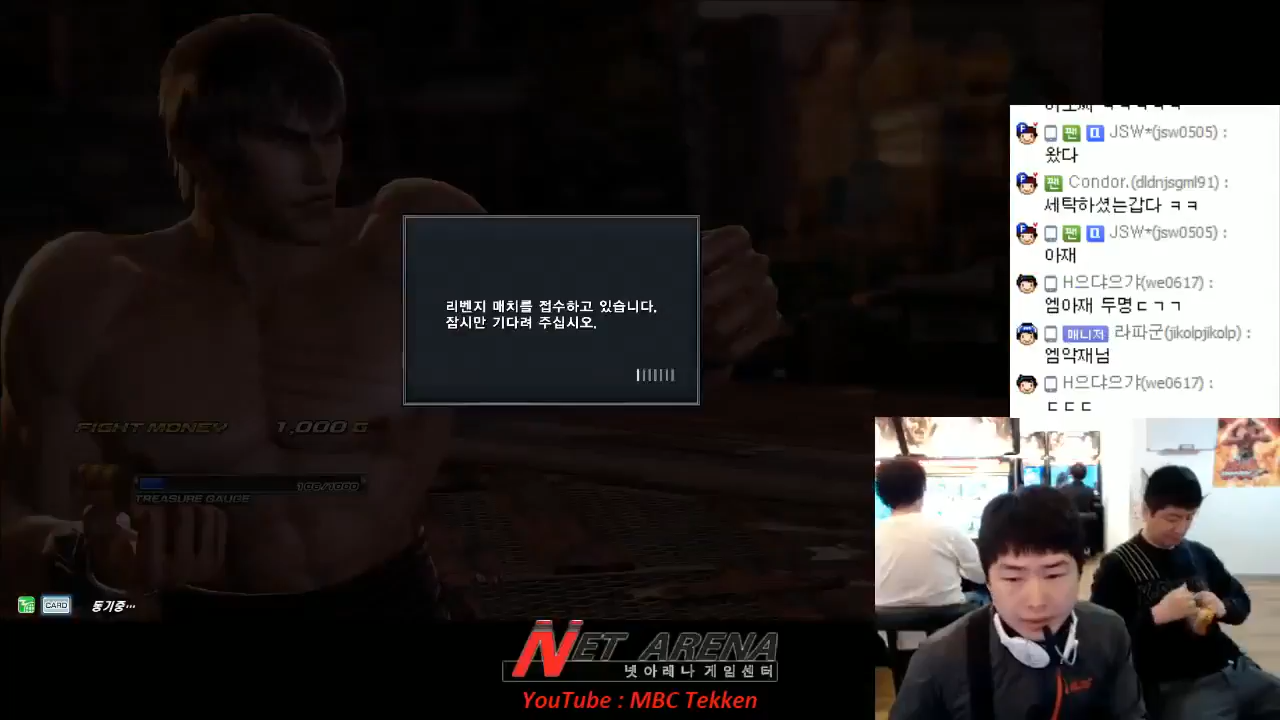 리벤지 매치를 접수하고 있습니다.
잠시만 기다려 주십시오.
FIGHT MONEY 1,000 G
106/1000
TREASURE GAUGE
CARD 동기중…
NET ARENA
넷아레나 게임센터
YouTube : MBC Tekken
팬 JSW*(jsw0505) :
왔다
팬 Condor.(dldnjsgml91) :
세탁하셨는갑다 ㅋㅋ
팬 JSW*(jsw0505) :
아재
H으댜으갸(we0617) :
엠아재 두명ㄷㄱㄱ
매니저 라파군(jikolpjikolp) :
엠악재님
H으댜으갸(we0617) :
ㄷㄷㄷ